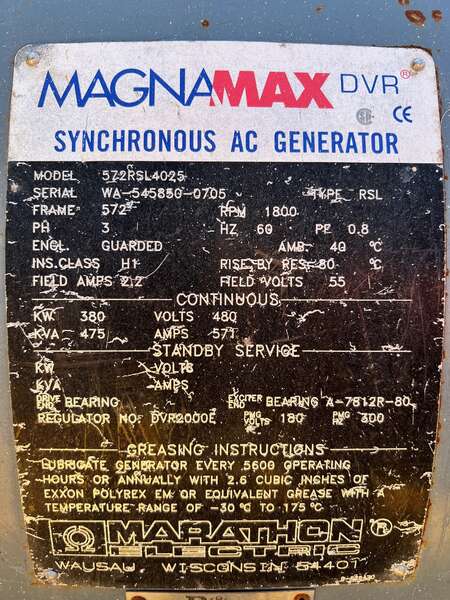 MAGNAMAX DVR®
SYNCHRONOUS AC GENERATOR
MODEL 572RSL4025
SERIAL WA-545850-0705 TYPE RSL
FRAME 572 RPM 1800
PH 3 HZ 60 PF 0.8
ENCL GUARDED AMB. 40 °C
INS.CLASS H1 RISE BY RES. 80 °C
FIELD AMPS 2.2 FIELD VOLTS 55
CONTINUOUS
KW 380 VOLTS 480
KVA 475 AMPS 571
STANDBY SERVICE
KW VOLTS
KVA AMPS
DRIVE END BEARING EXCITER END BEARING A-7812R-80
REGULATOR NO. DVR2000E PMG VOLTS AC 180 PMG HZ 300
GREASING INSTRUCTIONS
LUBRICATE GENERATOR EVERY 5600 OPERATING
HOURS OR ANNUALLY WITH 2.6 CUBIC INCHES OF
EXXON POLYREX EM OR EQUIVALENT GREASE WITH A
TEMPERATURE RANGE OF -30 °C TO 175 °C
MARATHON®
ELECTRIC
WAUSAU, WISCONSIN 54401